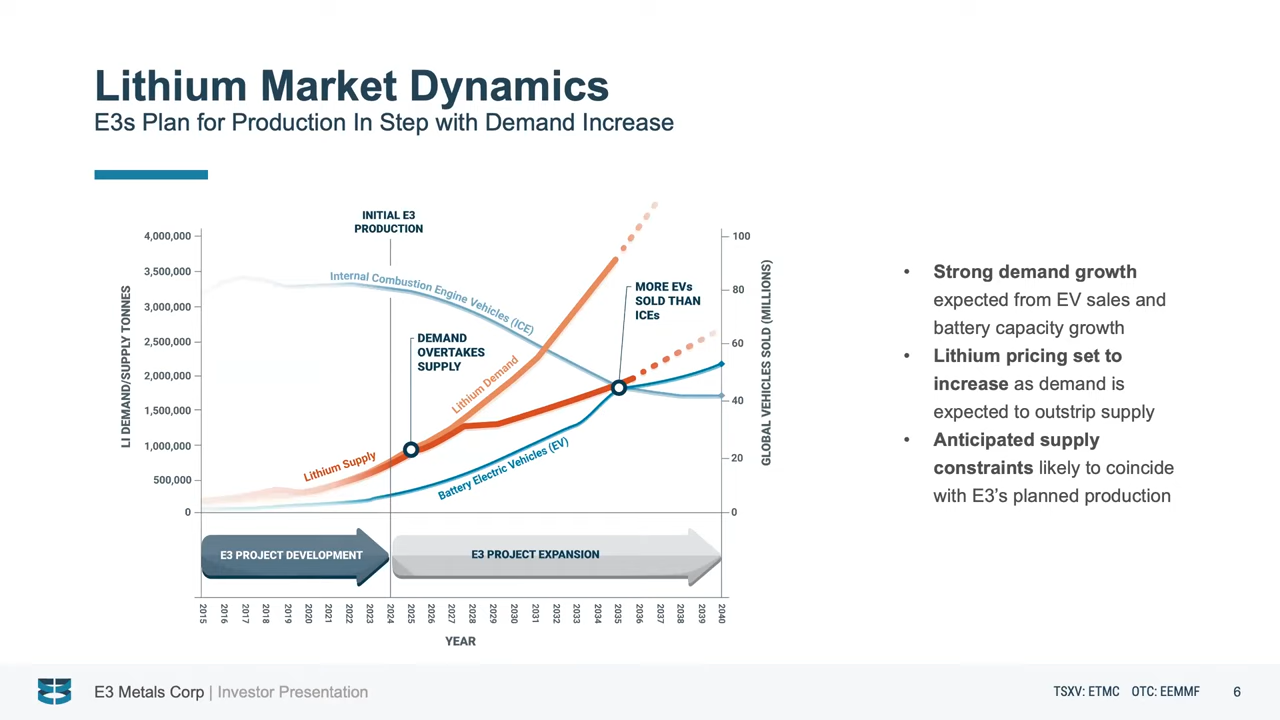 Lithium Market Dynamics
E3s Plan for Production In Step with Demand Increase
INITIAL E3
PRODUCTION
4,000,000
3,500,000
3,000,000
2,500,000
2,000,000
1,500,000
1,000,000
500,000
0
LI DEMAND/SUPPLY TONNES
100
80
60
40
20
0
GLOBAL VEHICLES SOLD (MILLIONS)
Internal Combustion Engine Vehicles (ICE)
MORE EVs
SOLD THAN
ICEs
DEMAND
OVERTAKES
SUPPLY
Lithium Demand
Lithium Supply
Battery Electric Vehicles (EV)
E3 PROJECT DEVELOPMENT
E3 PROJECT EXPANSION
2015 2016 2017 2018 2019 2020 2021 2022 2023 2024 2025 2026 2027 2028 2029 2030 2031 2032 2033 2034 2035 2036 2037 2038 2039 2040
YEAR
• Strong demand growth
expected from EV sales and
battery capacity growth
• Lithium pricing set to
increase as demand is
expected to outstrip supply
• Anticipated supply
constraints likely to coincide
with E3’s planned production
E3 Metals Corp | Investor Presentation
TSXV: ETMC OTC: EEMMF 6